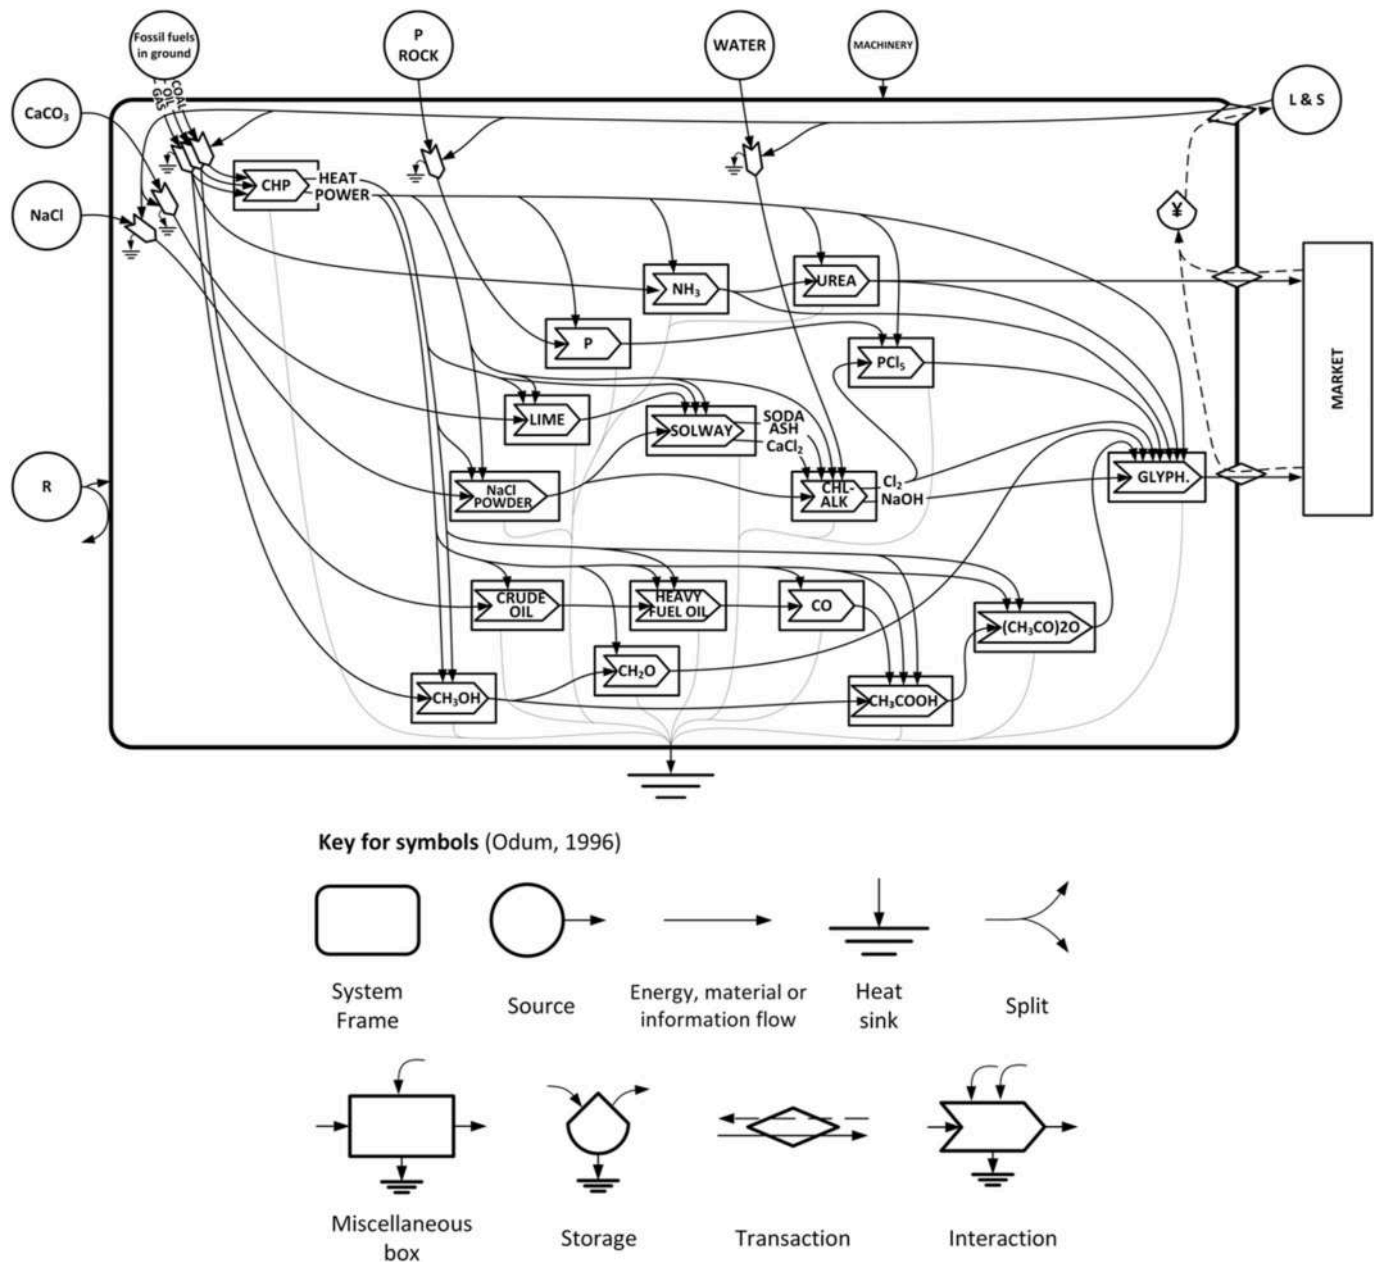 Fossil fuels
in ground
P
ROCK
WATER
MACHINERY
L & S
CaCO₃
COAL
OIL
GAS
CHP
HEAT
POWER
NaCl
¥
NH₃
UREA
P
PCl₅
MARKET
LIME
SOLWAY
SODA
ASH
CaCl₂
R
NaCl
POWDER
CHL-
ALK
Cl₂
NaOH
GLYPH.
CRUDE
OIL
HEAVY
FUEL OIL
CO
(CH₃CO)2O
CH₂O
CH₃OH
CH₃COOH
Key for symbols (Odum, 1996)
System
Frame
Source
Energy, material or
information flow
Heat
sink
Split
Miscellaneous
box
Storage
Transaction
Interaction